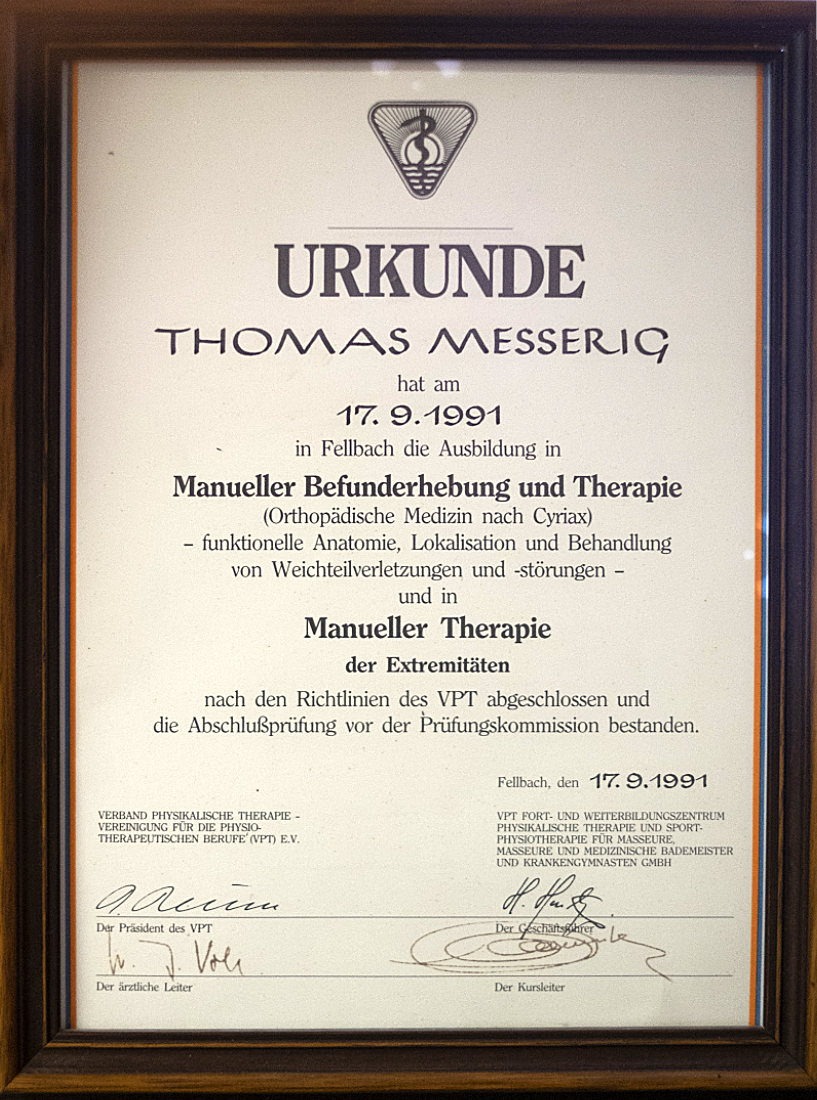 URKUNDE
THOMAS MESSERIG
hat am
17. 9. 1991
in Fellbach die Ausbildung in
Manueller Befunderhebung und Therapie
(Orthopädische Medizin nach Cyriax)
– funktionelle Anatomie, Lokalisation und Behandlung
von Weichteilverletzungen und -störungen –
und in
Manueller Therapie
der Extremitäten
nach den Richtlinien des VPT abgeschlossen und
die Abschlußprüfung vor der Prüfungskommission bestanden.
Fellbach, den 17.9.1991
VERBAND PHYSIKALISCHE THERAPIE –
VEREINIGUNG FÜR DIE PHYSIO-
THERAPEUTISCHEN BERUFE (VPT) E.V.
VPT FORT- UND WEITERBILDUNGSZENTRUM
PHYSIKALISCHE THERAPIE UND SPORT-
PHYSIOTHERAPIE FÜR MASSEURE,
MASSEURE UND MEDIZINISCHE BADEMEISTER
UND KRANKENGYMNASTEN GMBH
Der Präsident des VPT
Der Geschäftsführer
Der ärztliche Leiter
Der Kursleiter